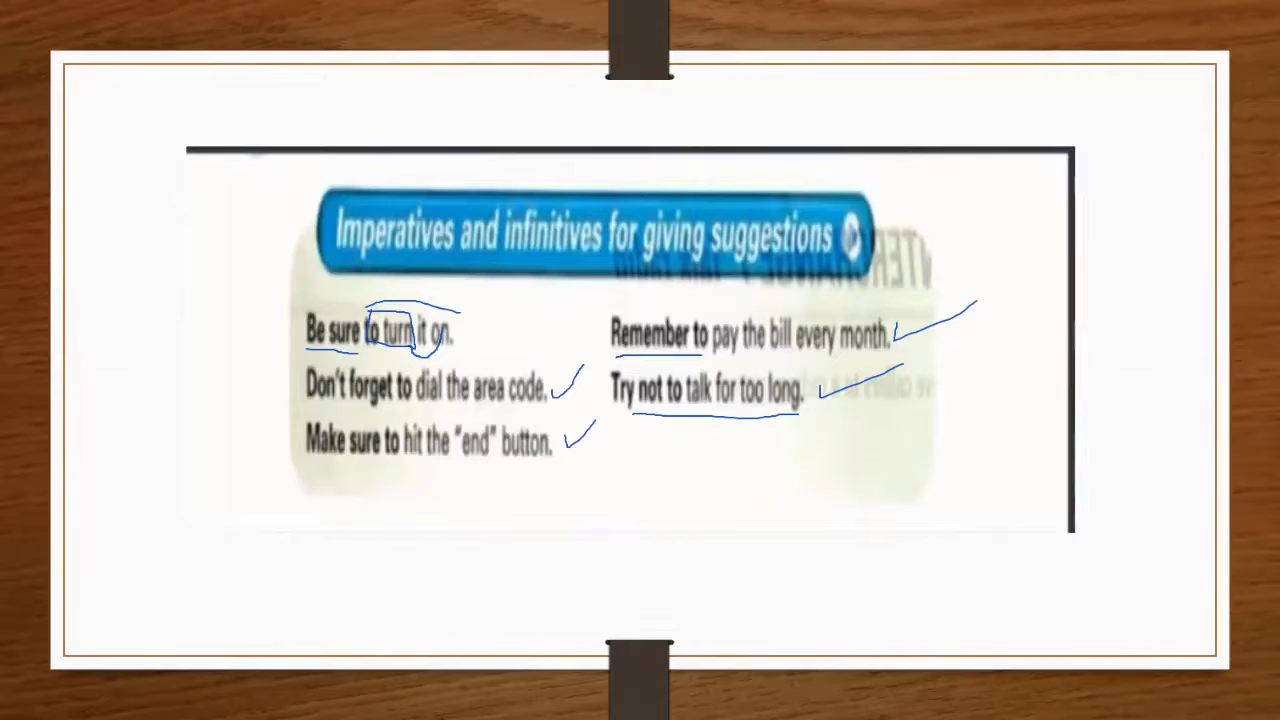 Imperatives and infinitives for giving suggestions
Be sure to turn it on.
Don't forget to dial the area code.
Make sure to hit the "end" button.
Remember to pay the bill every month.
Try not to talk for too long.